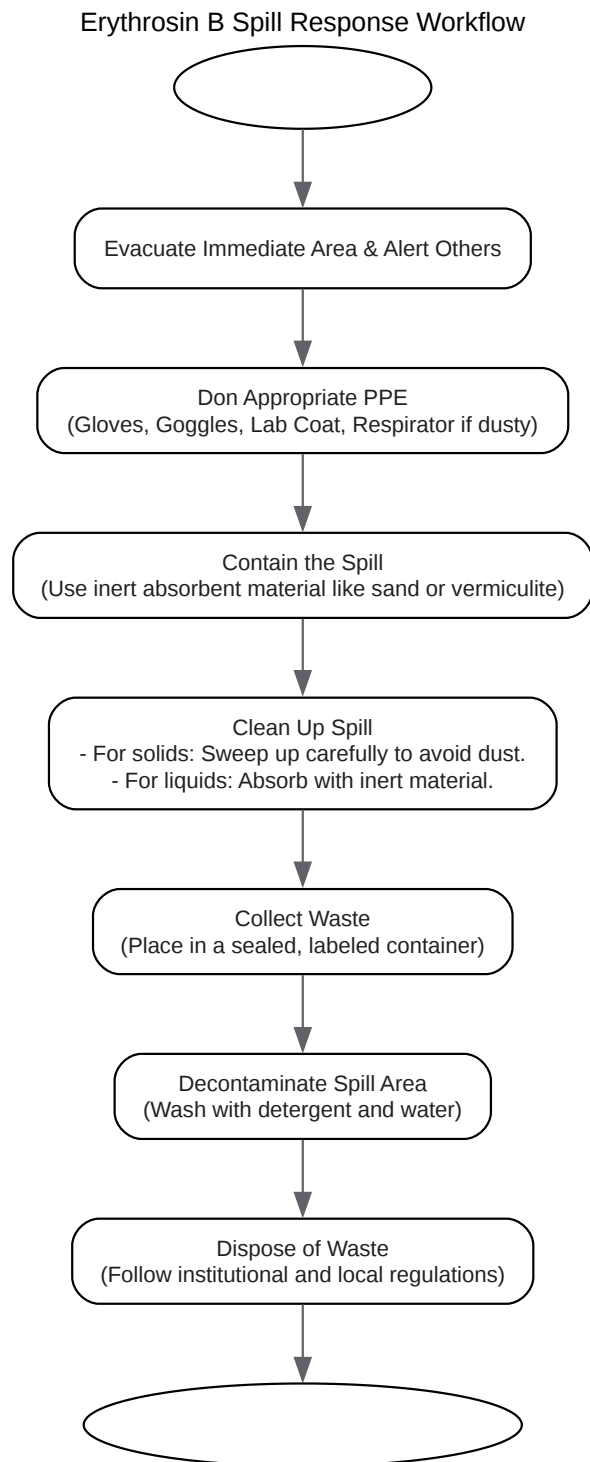 Erythrosin B Spill Response Workflow
Evacuate Immediate Area & Alert Others
Don Appropriate PPE
(Gloves, Goggles, Lab Coat, Respirator if dusty)
Contain the Spill
(Use inert absorbent material like sand or vermiculite)
Clean Up Spill
- For solids: Sweep up carefully to avoid dust.
- For liquids: Absorb with inert material.
Collect Waste
(Place in a sealed, labeled container)
Decontaminate Spill Area
(Wash with detergent and water)
Dispose of Waste
(Follow institutional and local regulations)